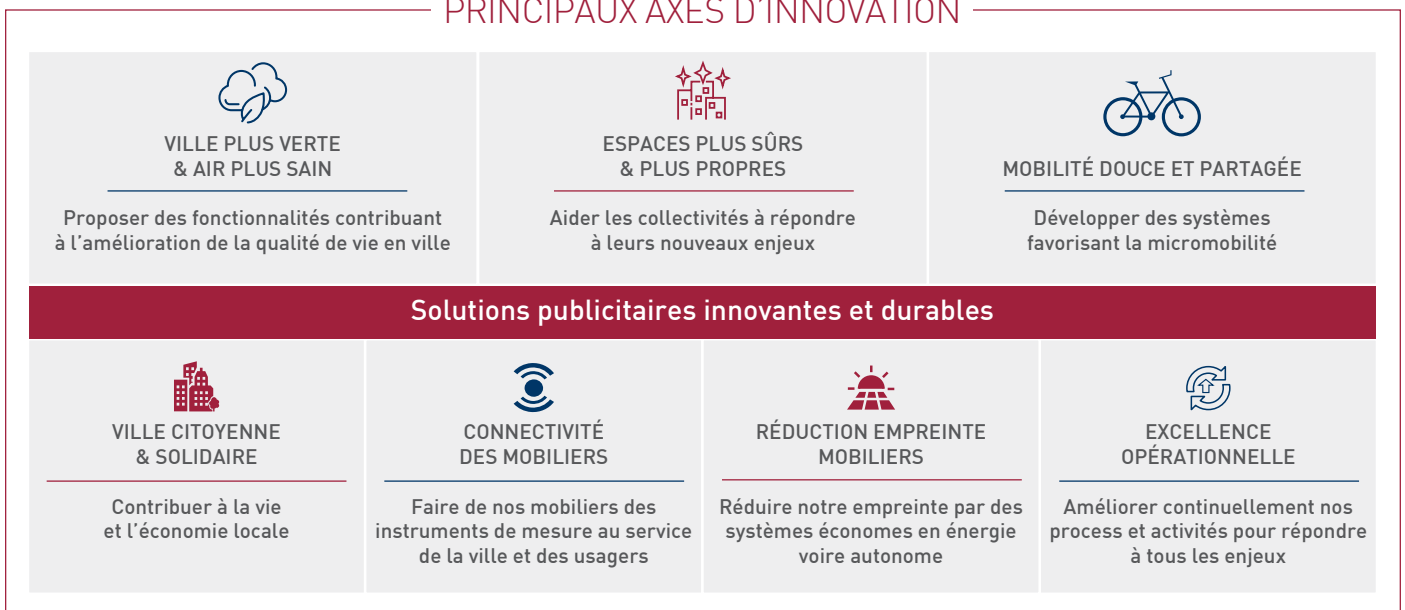 PRINCIPAUX AXES D'INNOVATION
VILLE PLUS VERTE
& AIR PLUS SAIN
Proposer des fonctionnalités contribuant
à l'amélioration de la qualité de vie en ville
ESPACES PLUS SÛRS
& PLUS PROPRES
Aider les collectivités à répondre
à leurs nouveaux enjeux
MOBILITÉ DOUCE ET PARTAGÉE
Développer des systèmes
favorisant la micromobilité
Solutions publicitaires innovantes et durables
VILLE CITOYENNE
& SOLIDAIRE
Contribuer à la vie
et l'économie locale
CONNECTIVITÉ
DES MOBILIERS
Faire de nos mobiliers des
instruments de mesure au service
de la ville et des usagers
RÉDUCTION EMPREINTE
MOBILIERS
Réduire notre empreinte par des
systèmes économes en énergie
voire autonome
EXCELLENCE
OPÉRATIONNELLE
Améliorer continuellement nos
process et activités pour répondre
à tous les enjeux